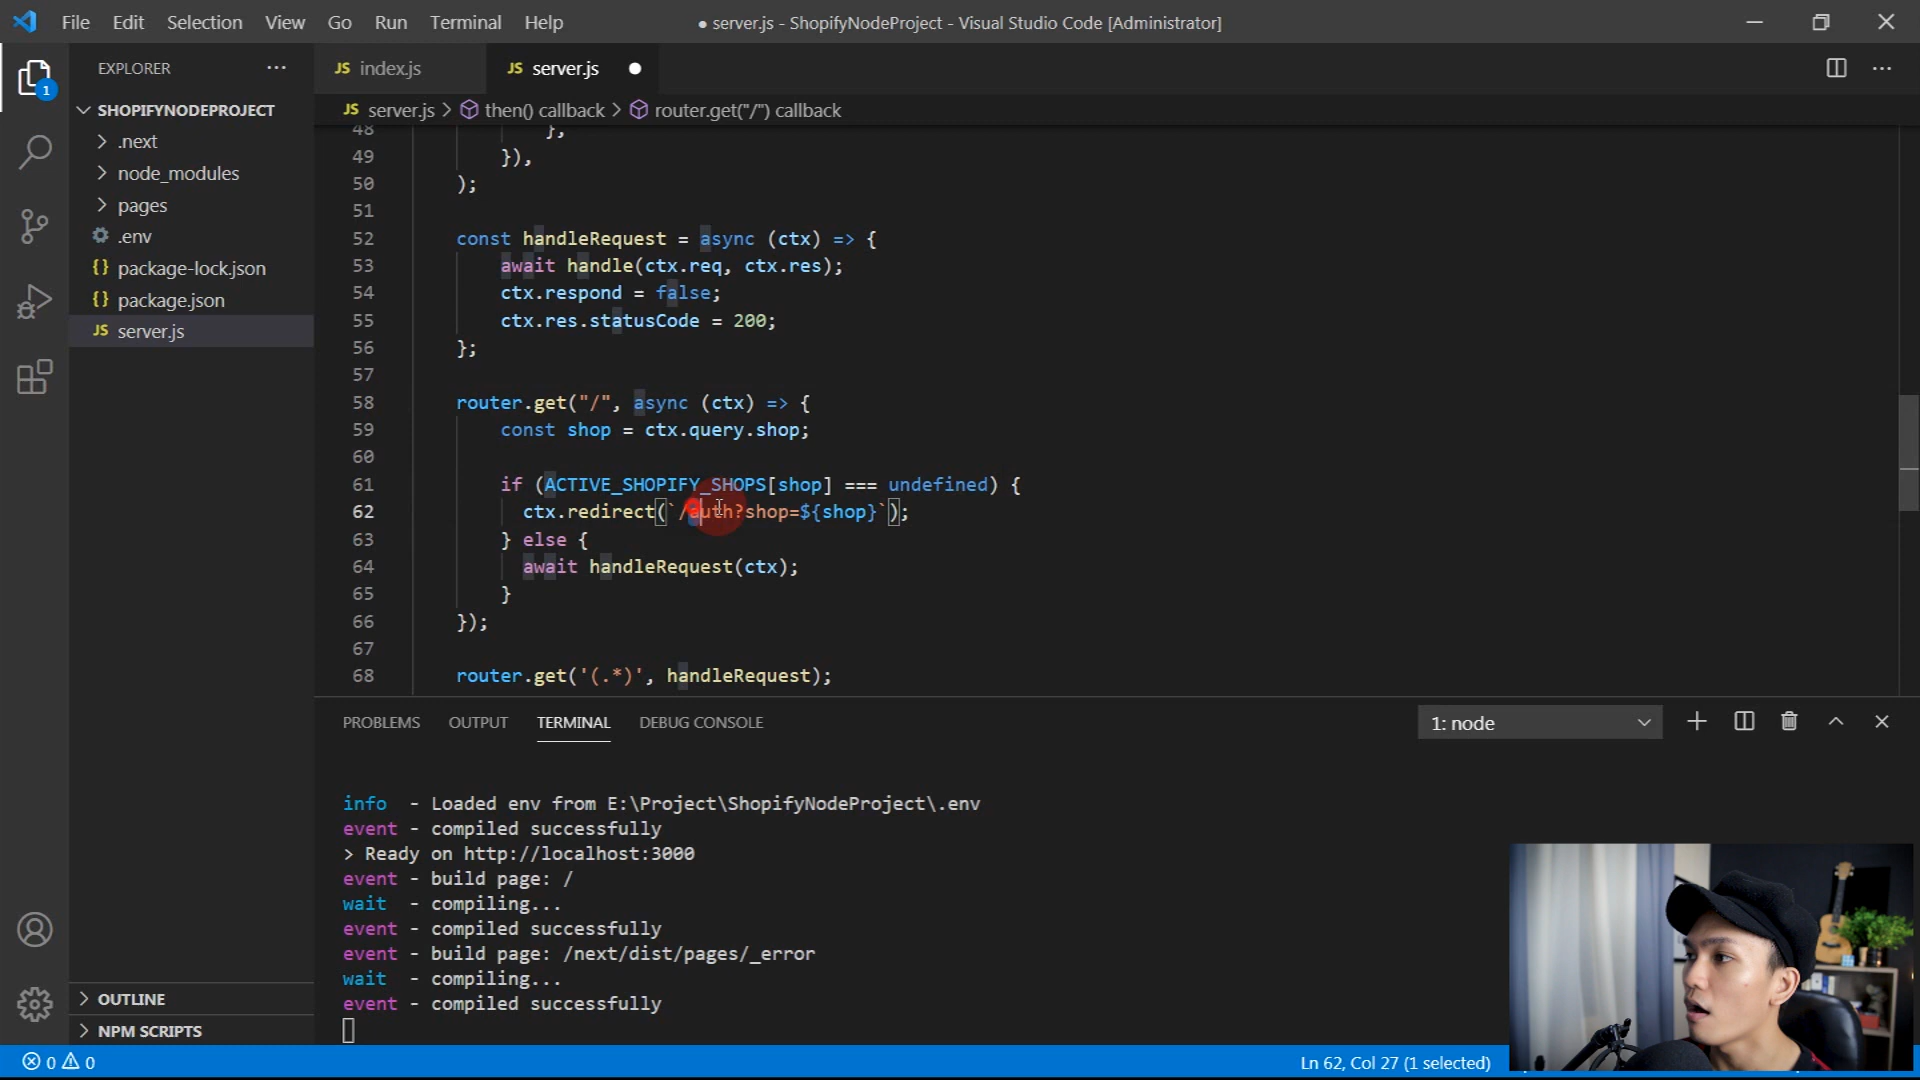 File Edit Selection View Go Run Terminal Help
● server.js - ShopifyNodeProject - Visual Studio Code [Administrator]
EXPLORER
1
SHOPIFYNODEPROJECT
.next
node_modules
pages
.env
{} package-lock.json
{} package.json
JS server.js
OUTLINE
NPM SCRIPTS
JS index.js
JS server.js ●
JS server.js > then() callback > router.get("/") callback
48 },
49 }),
50 );
51
52 const handleRequest = async (ctx) => {
53 await handle(ctx.req, ctx.res);
54 ctx.respond = false;
55 ctx.res.statusCode = 200;
56 };
57
58 router.get("/", async (ctx) => {
59 const shop = ctx.query.shop;
60
61 if (ACTIVE_SHOPIFY_SHOPS[shop] === undefined) {
62 ctx.redirect(`/auth?shop=${shop}`);
63 } else {
64 await handleRequest(ctx);
65 }
66 });
67
68 router.get('(.*)', handleRequest);
PROBLEMS OUTPUT TERMINAL DEBUG CONSOLE
1: node
info - Loaded env from E:\Project\ShopifyNodeProject\.env
event - compiled successfully
> Ready on http://localhost:3000
event - build page: /
wait - compiling...
event - compiled successfully
event - build page: /next/dist/pages/_error
wait - compiling...
event - compiled successfully
0 0
Ln 62, Col 27 (1 selected)